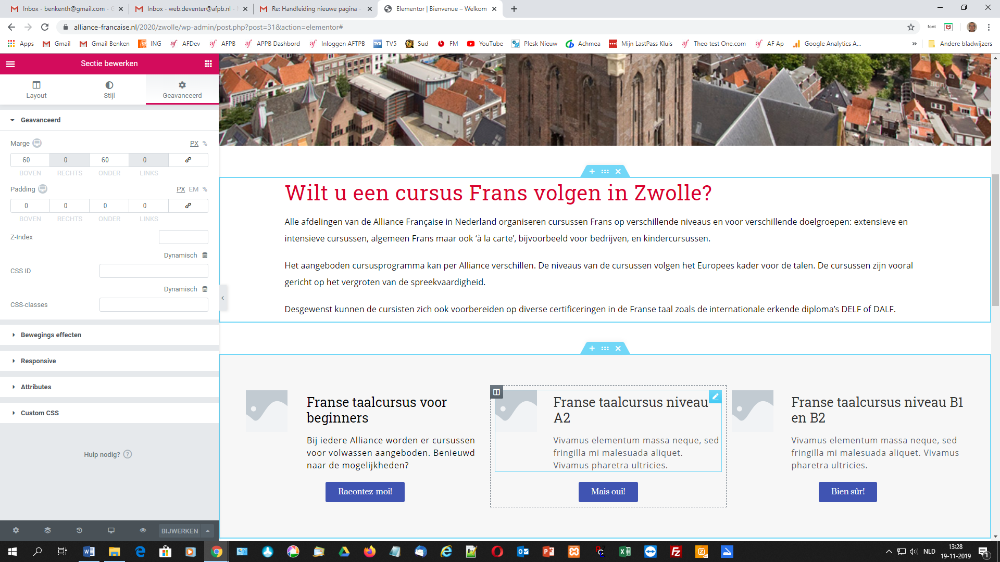 Inbox - benkenth@gmail.com - G
Inbox - web.deventer@afpb.nl -
Re: Handleiding nieuwe pagina -
Elementor | Bienvenue – Welkom
alliance-francaise.nl/2020/zwolle/wp-admin/post.php?post=31&action=elementor#
font
Apps
Gmail
Gmail Benken
ING
AFDev
AFPB
APPB Dashbord
Inloggen AFTPB
TV5
Sud
FM
YouTube
Plesk Nieuw
Achmea
Mijn LastPass Kluis
Theo test One.com
AF Ap
Google Analytics A...
»
Andere bladwijzers
Sectie bewerken
Layout
Stijl
Geavanceerd
Geavanceerd
Marge
PX %
60 0 60 0
BOVEN RECHTS ONDER LINKS
Padding
PX EM %
0 0 0 0
BOVEN RECHTS ONDER LINKS
Z-Index
Dynamisch
CSS ID
Dynamisch
CSS-classes
Bewegings effecten
Responsive
Attributes
Custom CSS
Hulp nodig? ?
BIJWERKEN
Wilt u een cursus Frans volgen in Zwolle?
Alle afdelingen van de Alliance Française in Nederland organiseren cursussen Frans op verschillende niveaus en voor verschillende doelgroepen: extensieve en
intensieve cursussen, algemeen Frans maar ook ‘à la carte’, bijvoorbeeld voor bedrijven, en kindercursussen.
Het aangeboden cursusprogramma kan per Alliance verschillen. De niveaus van de cursussen volgen het Europees kader voor de talen. De cursussen zijn vooral
gericht op het vergroten van de spreekvaardigheid.
Desgewenst kunnen de cursisten zich ook voorbereiden op diverse certificeringen in de Franse taal zoals de internationale erkende diploma’s DELF of DALF.
Franse taalcursus voor
beginners
Bij iedere Alliance worden er cursussen
voor volwassen aangeboden. Benieuwd
naar de mogelijkheden?
Racontez-moi!
Franse taalcursus niveau
A2
Vivamus elementum massa neque, sed
fringilla mi malesuada aliquet.
Vivamus pharetra ultricies.
Mais oui!
Franse taalcursus niveau B1
en B2
Vivamus elementum massa neque, sed
fringilla mi malesuada aliquet. Vivamus
pharetra ultricies.
Bien sûr!
NLD
13:28
19-11-2019
1